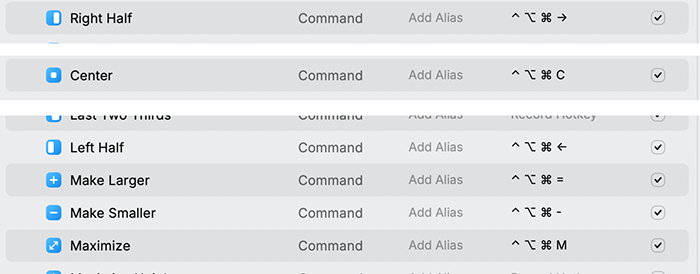 Right Half Command Add Alias ^ ⌥ ⌘ →
Center Command Add Alias ^ ⌥ ⌘ C
Last Two Thirds Command Add Alias Record Hotkey
Left Half Command Add Alias ^ ⌥ ⌘ ←
Make Larger Command Add Alias ^ ⌥ ⌘ =
Make Smaller Command Add Alias ^ ⌥ ⌘ -
Maximize Command Add Alias ^ ⌥ ⌘ M